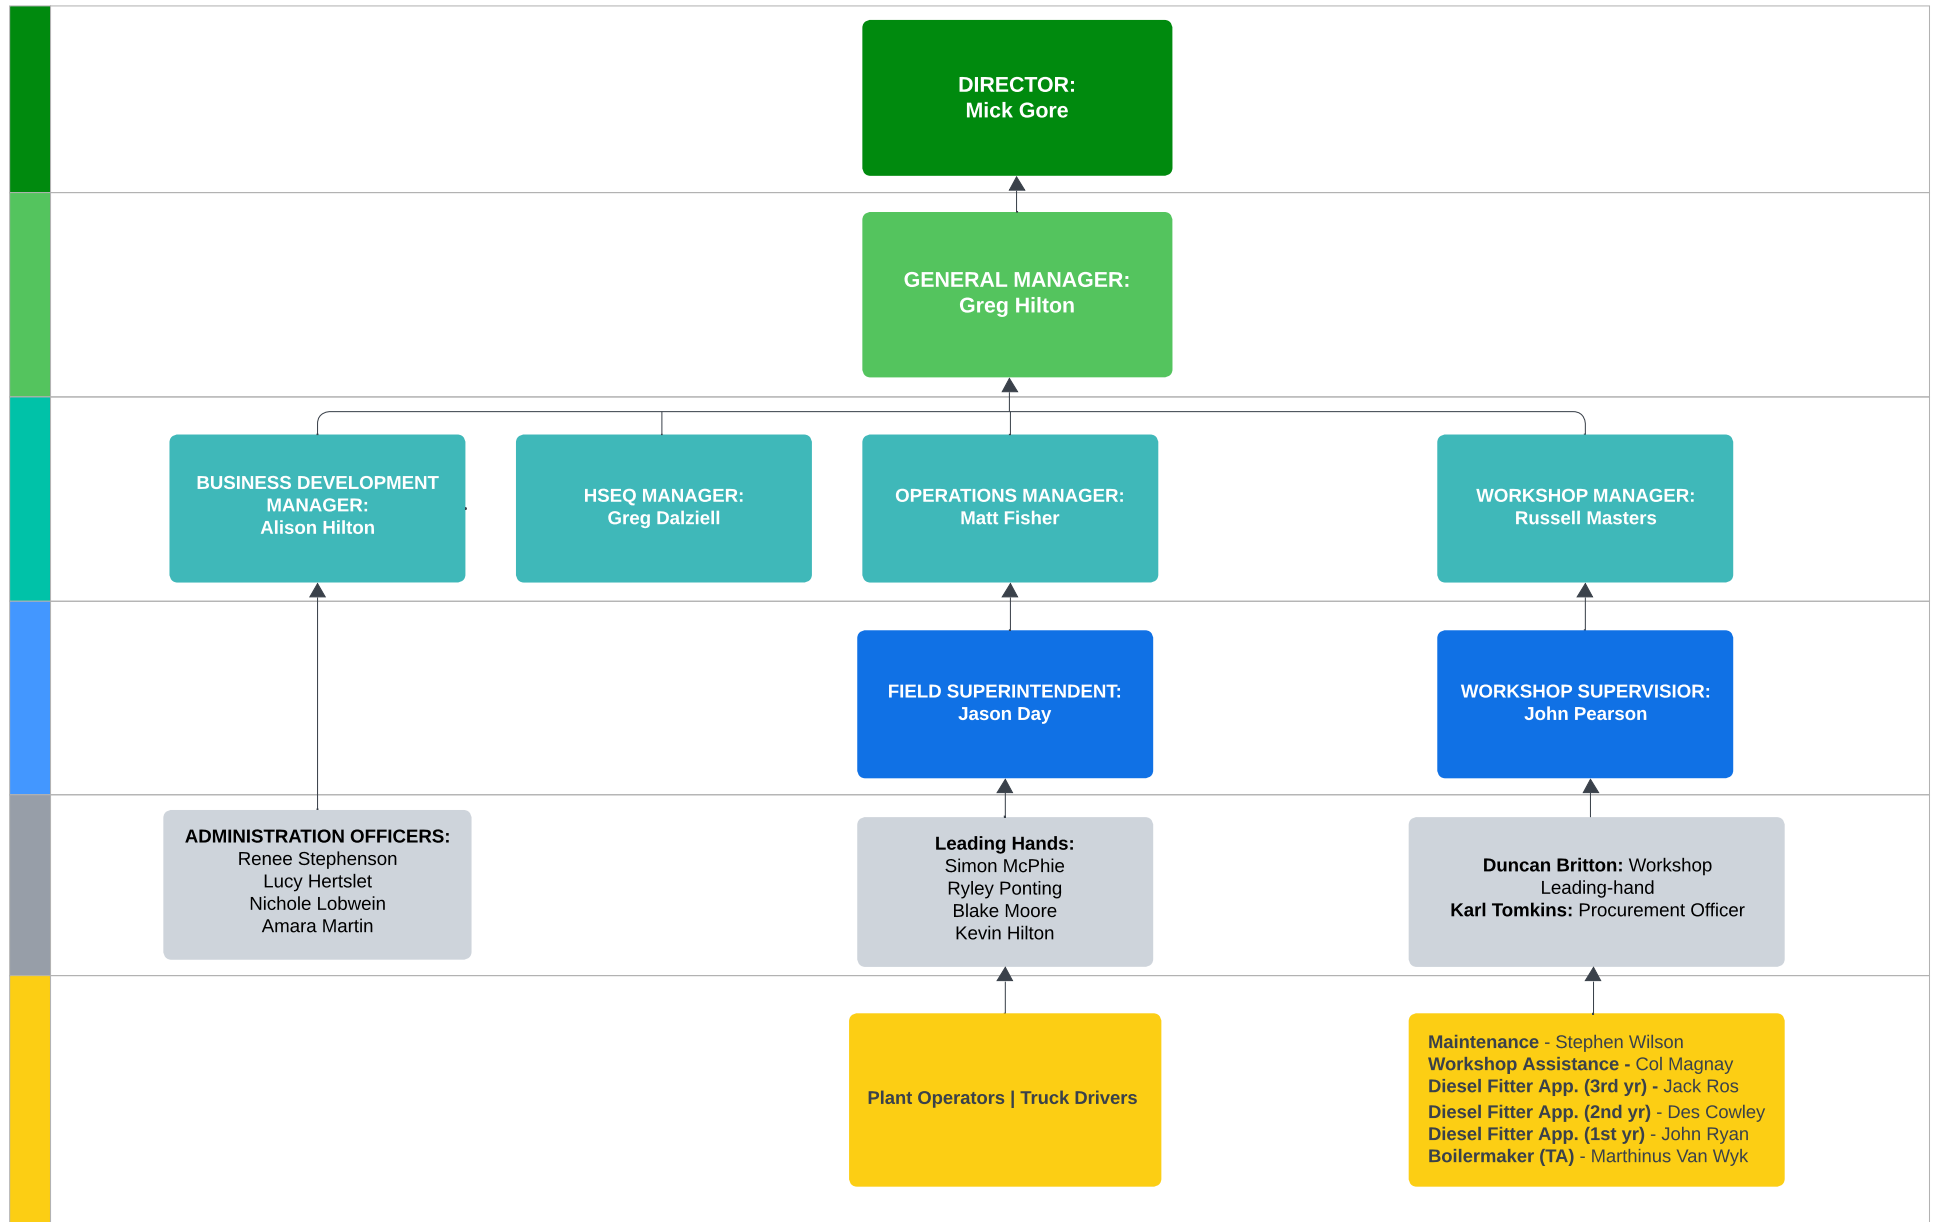 DIRECTOR:
Mick Gore
GENERAL MANAGER:
Greg Hilton
BUSINESS DEVELOPMENT
MANAGER:
Alison Hilton
HSEQ MANAGER:
Greg Dalziell
OPERATIONS MANAGER:
Matt Fisher
WORKSHOP MANAGER:
Russell Masters
FIELD SUPERINTENDENT:
Jason Day
WORKSHOP SUPERVISIOR:
John Pearson
ADMINISTRATION OFFICERS:
Renee Stephenson
Lucy Hertslet
Nichole Lobwein
Amara Martin
Leading Hands:
Simon McPhie
Ryley Ponting
Blake Moore
Kevin Hilton
Duncan Britton: Workshop
Leading-hand
Karl Tomkins: Procurement Officer
Plant Operators | Truck Drivers
Maintenance - Stephen Wilson
Workshop Assistance - Col Magnay
Diesel Fitter App. (3rd yr) - Jack Ros
Diesel Fitter App. (2nd yr) - Des Cowley
Diesel Fitter App. (1st yr) - John Ryan
Boilermaker (TA) - Marthinus Van Wyk